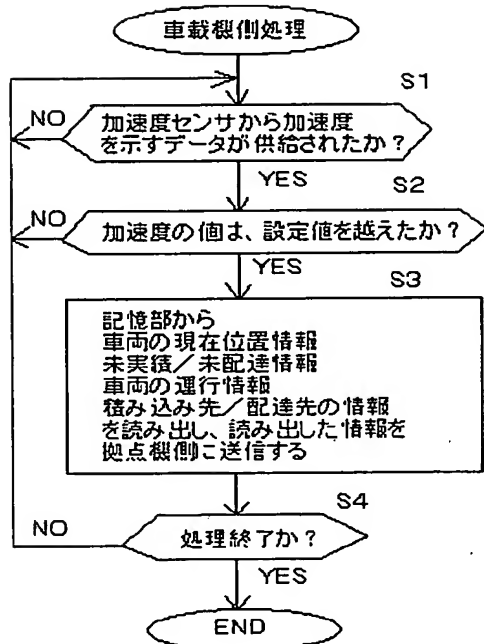 車載機側処理
S1
NO
加速度センサから加速度
を示すデータが供給されたか?
YES
S2
NO
加速度の値は、設定値を越えたか?
YES
S3
記憶部から
車両の現在位置情報
未実績/未配達情報
車両の運行情報
積み込み先/配達先の情報
を読み出し、読み出した情報を
拠点機側に送信する
S4
NO
処理終了か?
YES
END